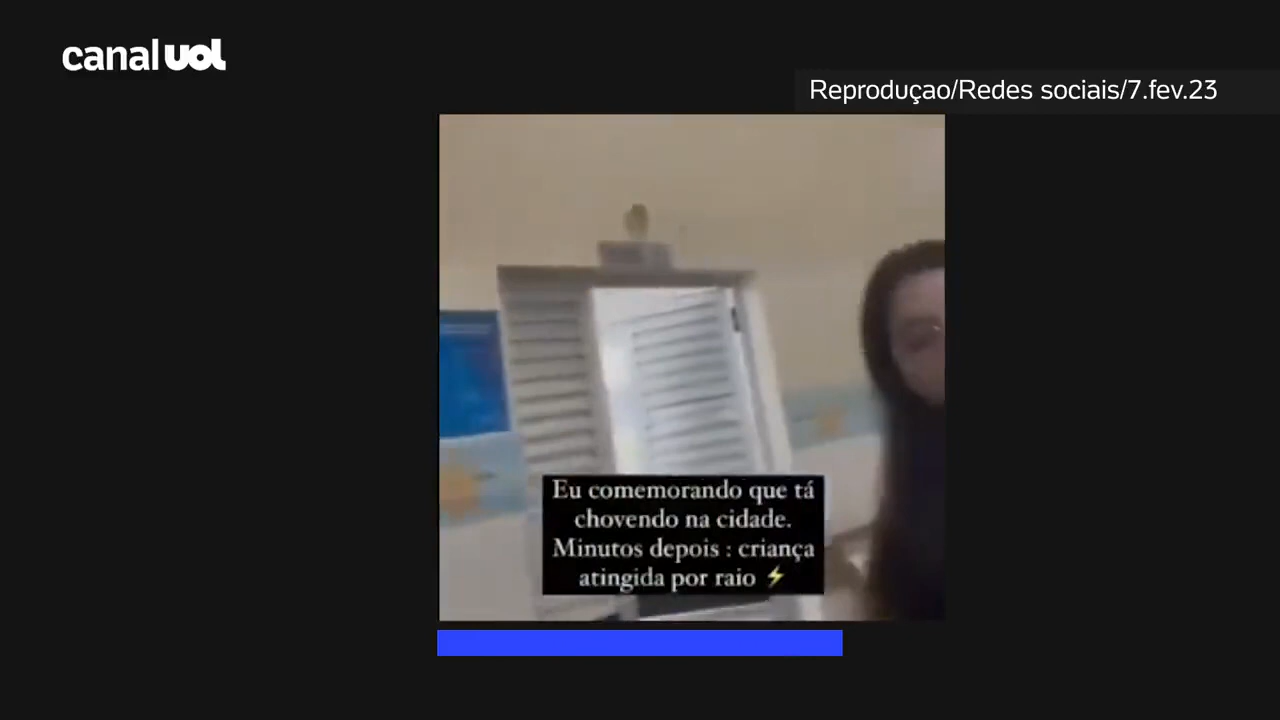 canal uol
Reproduçao/Redes sociais/7.fev.23
Eu comemorando que tá
chovendo na cidade.
Minutos depois : criança
atingida por raio ⚡